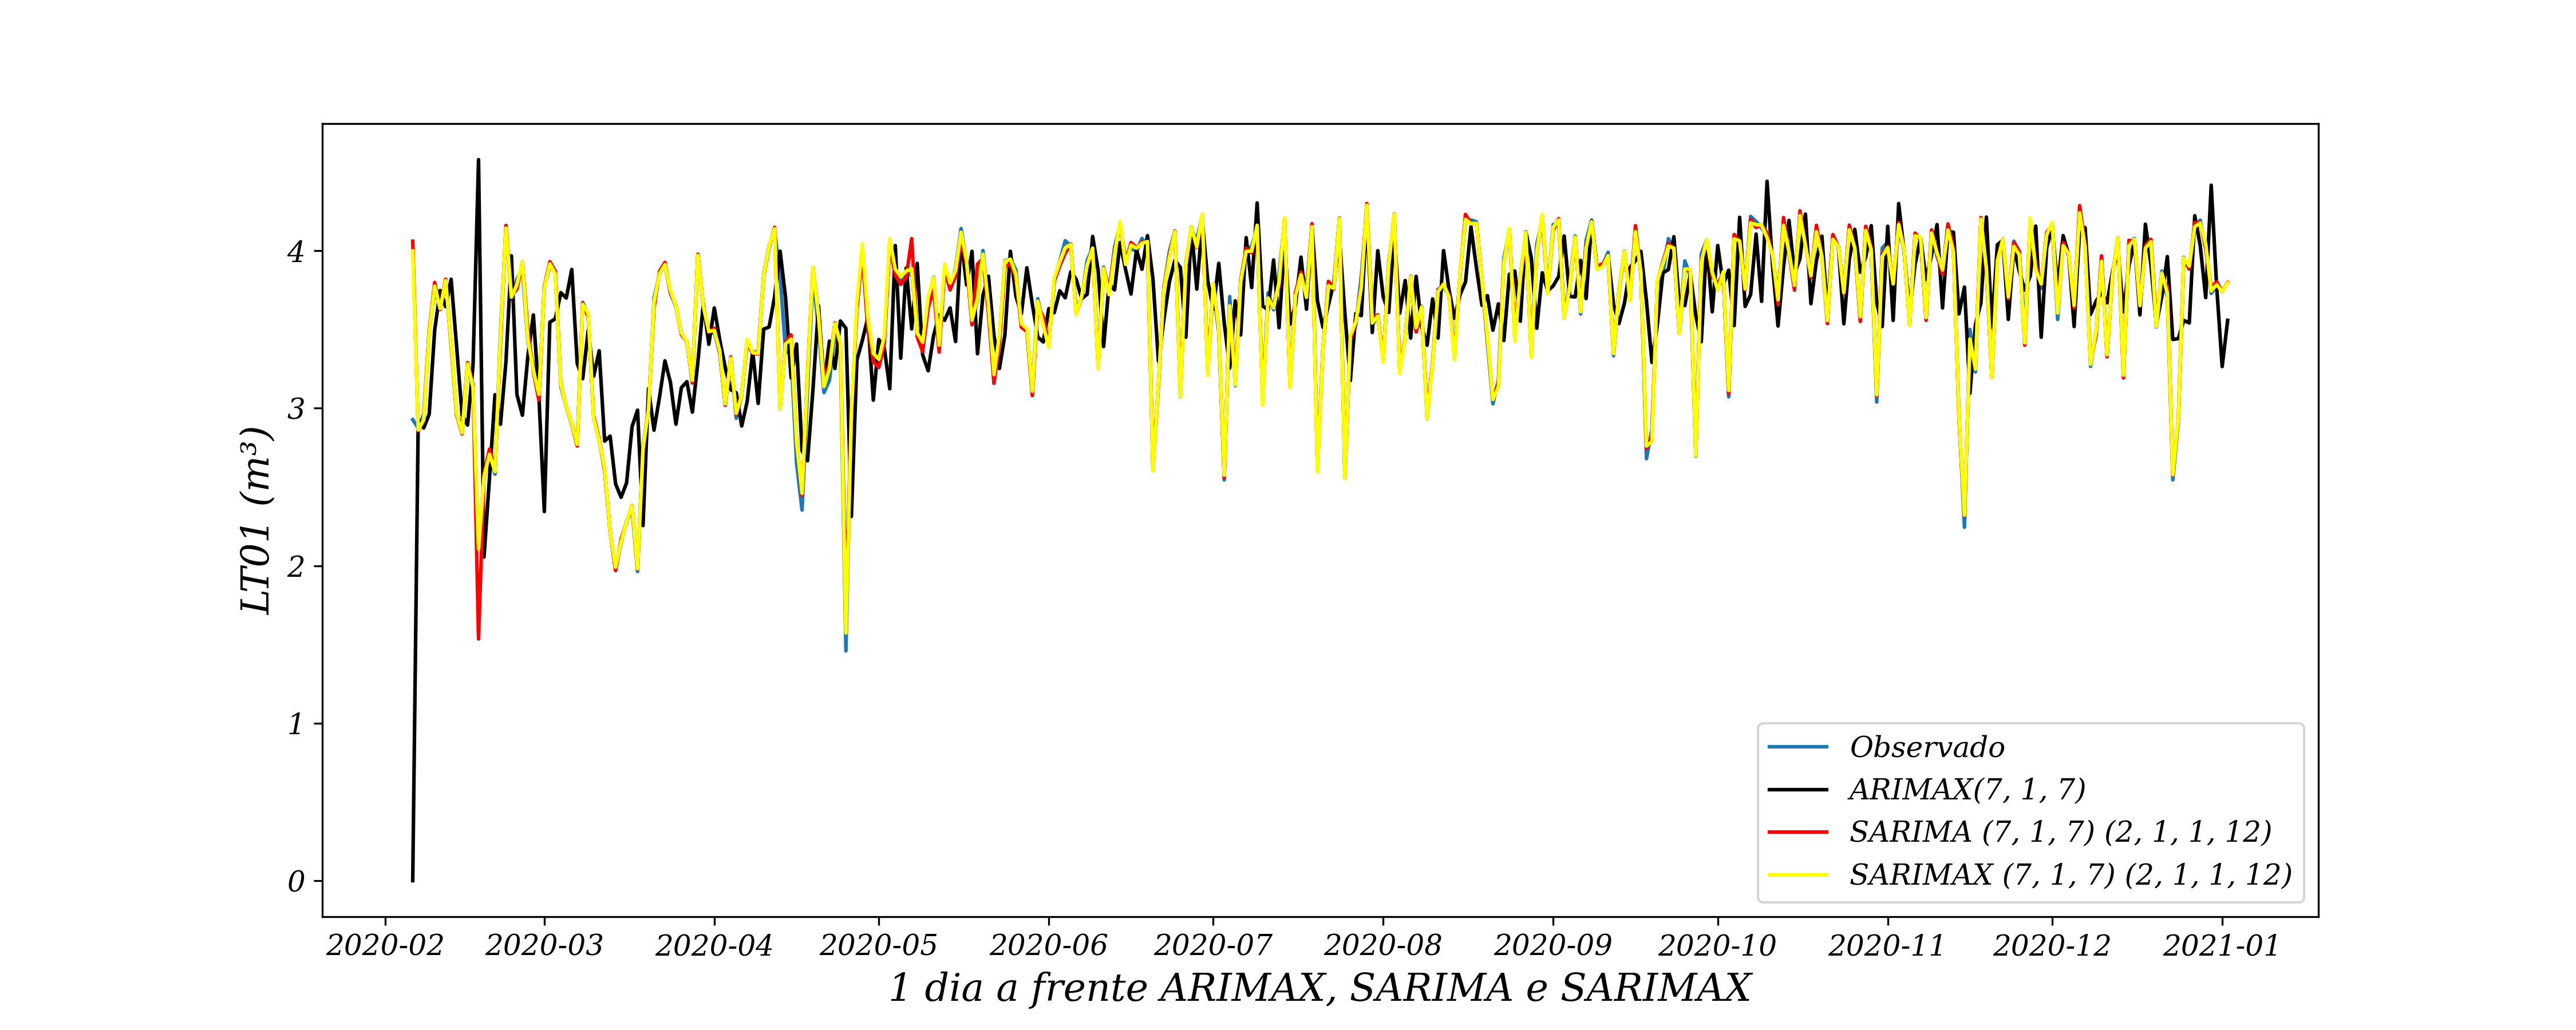 LT01 (m³)
4
3
2
1
0
Observado
ARIMAX(7, 1, 7)
SARIMA (7, 1, 7) (2, 1, 1, 12)
SARIMAX (7, 1, 7) (2, 1, 1, 12)
2020-02 2020-03 2020-04 2020-05 2020-06 2020-07 2020-08 2020-09 2020-10 2020-11 2020-12 2021-01
1 dia a frente ARIMAX, SARIMA e SARIMAX